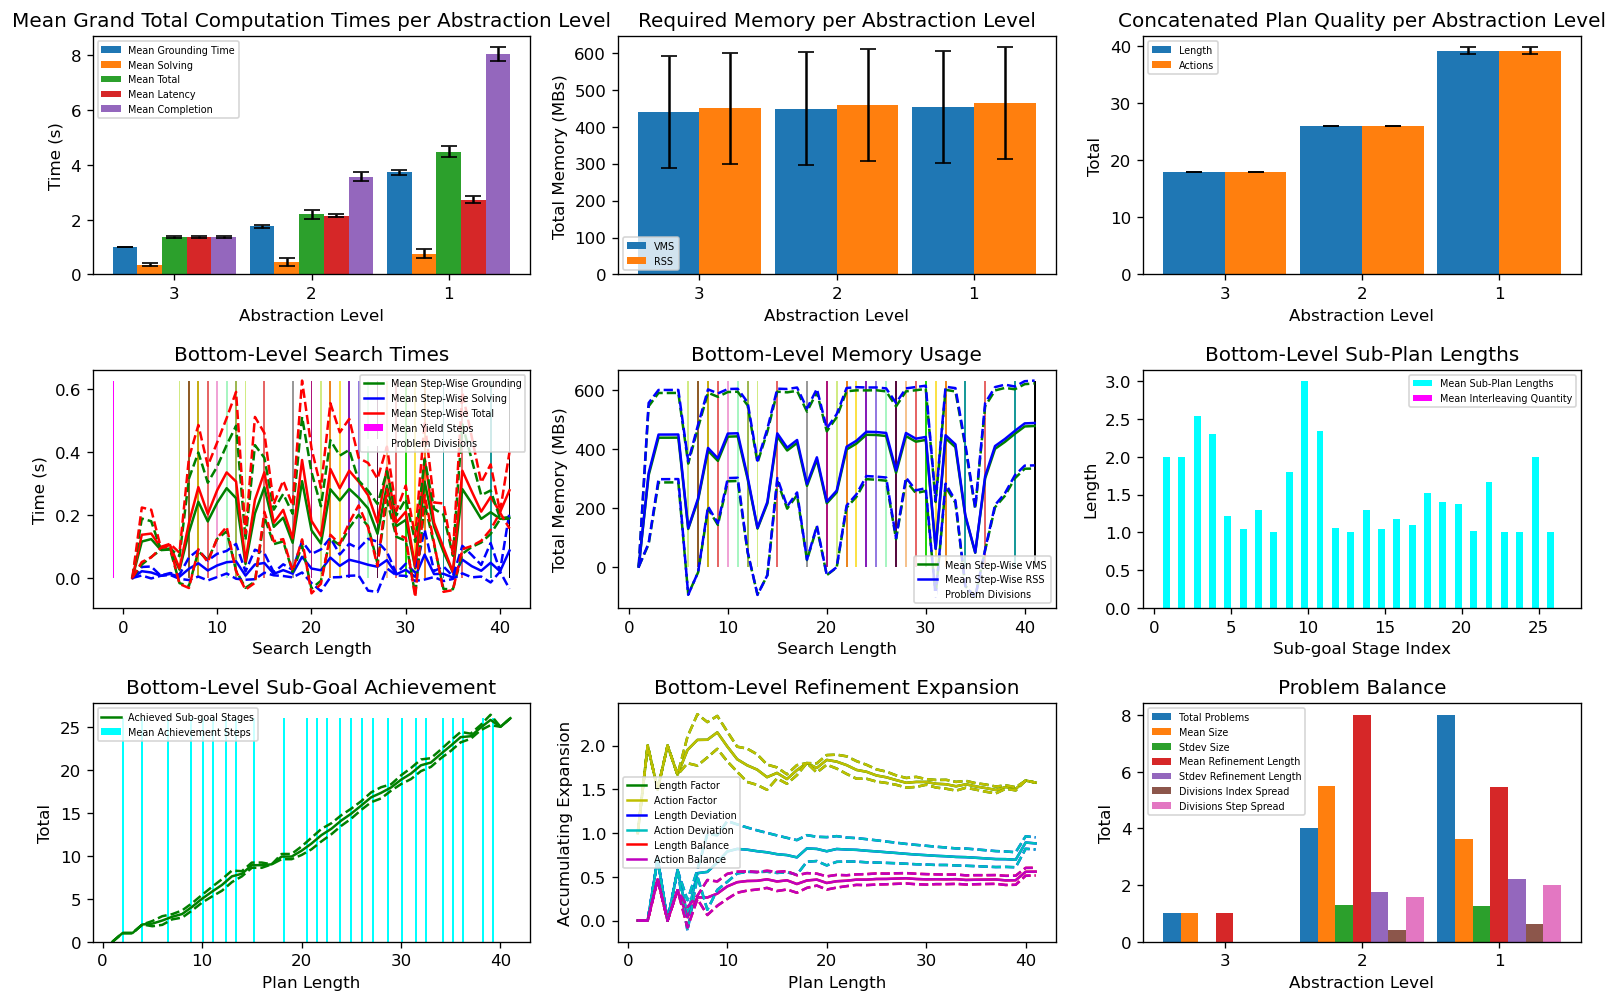 Mean Grand Total Computation Times per Abstraction Level
Time (s)
8
6
4
2
0
Mean Grounding Time
Mean Solving
Mean Total
Mean Latency
Mean Completion
3 2 1
Abstraction Level
Required Memory per Abstraction Level
Total Memory (MBs)
600
500
400
300
200
100
0
VMS
RSS
3 2 1
Abstraction Level
Concatenated Plan Quality per Abstraction Level
Total
40
30
20
10
0
Length
Actions
3 2 1
Abstraction Level
Bottom-Level Search Times
Time (s)
0.6
0.4
0.2
0.0
Mean Step-Wise Grounding
Mean Step-Wise Solving
Mean Step-Wise Total
Mean Yield Steps
Problem Divisions
0 10 20 30 40
Search Length
Bottom-Level Memory Usage
Total Memory (MBs)
600
400
200
0
Mean Step-Wise VMS
Mean Step-Wise RSS
Problem Divisions
0 10 20 30 40
Search Length
Bottom-Level Sub-Plan Lengths
Length
3.0
2.5
2.0
1.5
1.0
0.5
0.0
Mean Sub-Plan Lengths
Mean Interleaving Quantity
0 5 10 15 20 25
Sub-goal Stage Index
Bottom-Level Sub-Goal Achievement
Total
25
20
15
10
5
0
Achieved Sub-goal Stages
Mean Achievement Steps
0 10 20 30 40
Plan Length
Bottom-Level Refinement Expansion
Accumulating Expansion
2.0
1.5
1.0
0.5
0.0
Length Factor
Action Factor
Length Deviation
Action Deviation
Length Balance
Action Balance
0 10 20 30 40
Plan Length
Problem Balance
Total
8
6
4
2
0
Total Problems
Mean Size
Stdev Size
Mean Refinement Length
Stdev Refinement Length
Divisions Index Spread
Divisions Step Spread
3 2 1
Abstraction Level